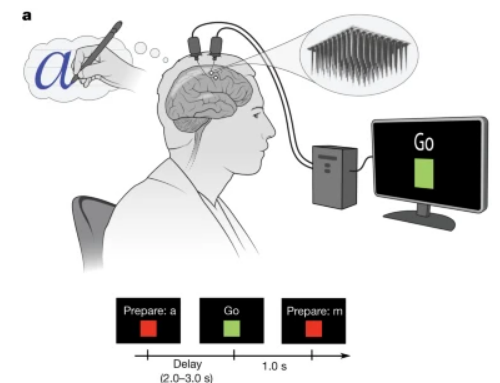 a
a
Go
Prepare: a
Go
Prepare: m
Delay
(2.0–3.0 s)
1.0 s